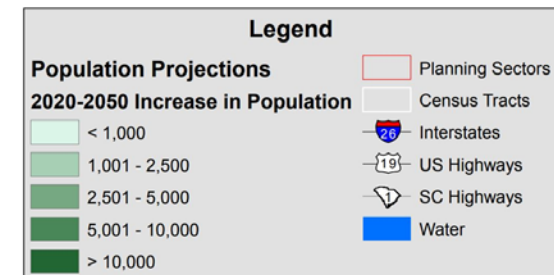 Legend
Population Projections
2020-2050 Increase in Population
< 1,000
1,001 - 2,500
2,501 - 5,000
5,001 - 10,000
> 10,000
Planning Sectors
Census Tracts
26 Interstates
19 US Highways
1 SC Highways
Water